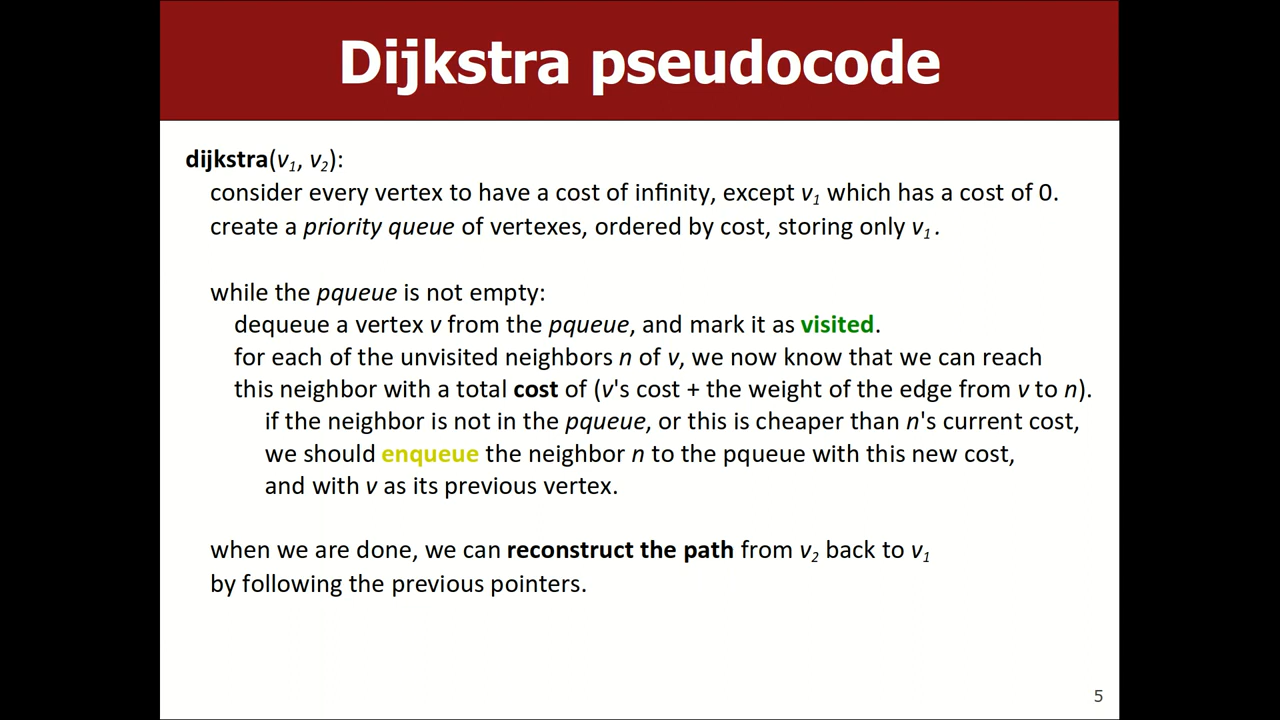 Dijkstra pseudocode
dijkstra(v₁, v₂):
consider every vertex to have a cost of infinity, except v₁ which has a cost of 0.
create a priority queue of vertexes, ordered by cost, storing only v₁.
while the pqueue is not empty:
dequeue a vertex v from the pqueue, and mark it as visited.
for each of the unvisited neighbors n of v, we now know that we can reach
this neighbor with a total cost of (v's cost + the weight of the edge from v to n).
if the neighbor is not in the pqueue, or this is cheaper than n's current cost,
we should enqueue the neighbor n to the pqueue with this new cost,
and with v as its previous vertex.
when we are done, we can reconstruct the path from v₂ back to v₁
by following the previous pointers.
5